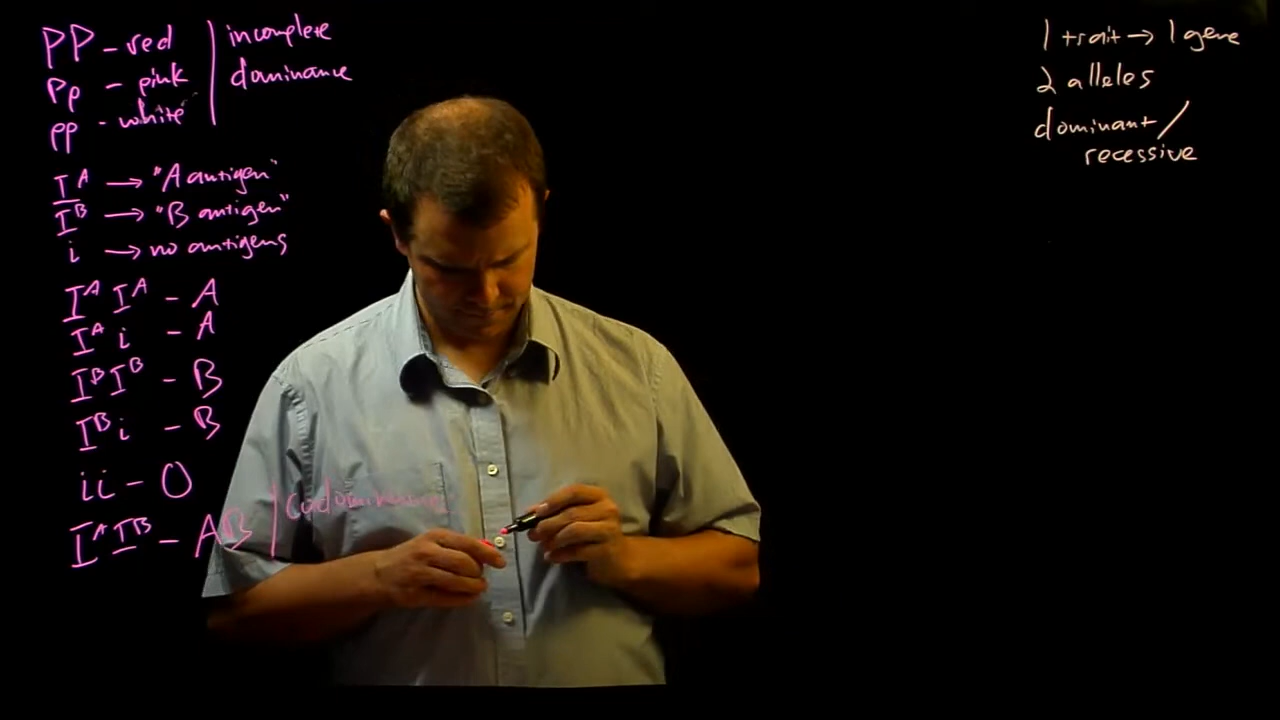 PP - red | incomplete
Pp - pink | dominance
pp - white
I^A → "A antigen"
I^B → "B antigen"
i → no antigens
I^A I^A - A
I^A i - A
I^B I^B - B
I^B i - B
ii - O
I^A I^B - AB | Codominance
1 trait → 1 gene
2 alleles
dominant /
recessive